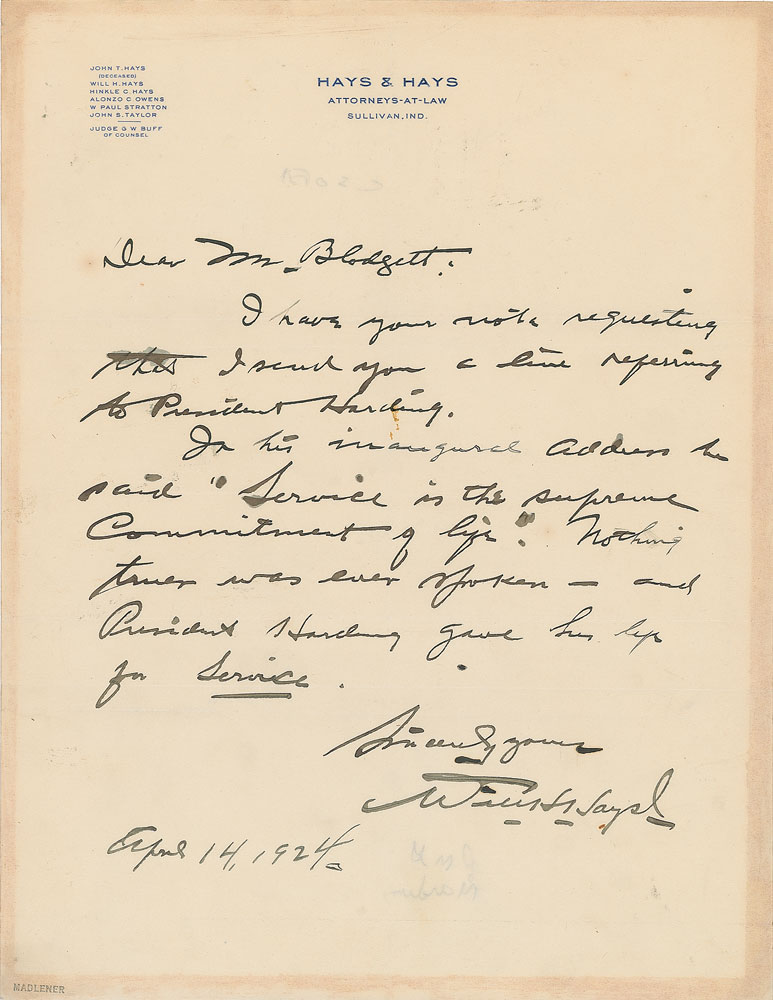 JOHN T. HAYS
(DECEASED)
WILL H. HAYS
HINKLE C. HAYS
ALONZO C. OWENS
W PAUL STRATTON
JOHN S. TAYLOR
JUDGE G W BUFF
OF COUNSEL
HAYS & HAYS
ATTORNEYS-AT-LAW
SULLIVAN, IND.
Dear Mr. Blodgett:
I have your note requesting
that I send you a line referring
to President Harding.
In his inaugural address he
said "Service is the supreme
Commitment of life". Nothing
truer was ever spoken — and
President Harding gave his life
for Service.
Sincerely yours
Will H. Hays
April 14, 1924
MADLENER